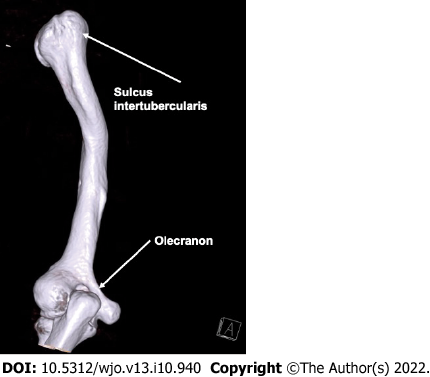 Sulcus
intertubercularis
Olecranon
A
DOI: 10.5312/wjo.v13.i10.940 Copyright ©The Author(s) 2022.